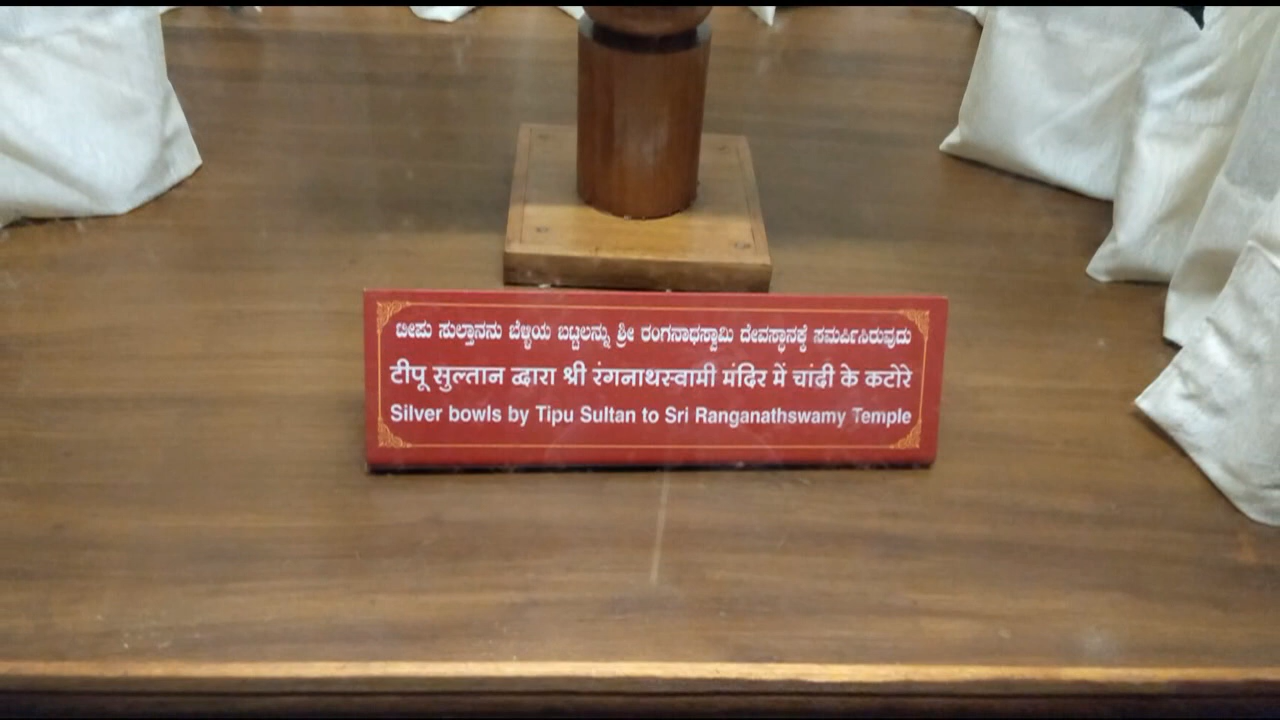 ಟೀಪು ಸುಲ್ತಾನನು ಬೆಳ್ಳಿಯ ಬಟ್ಟಲನ್ನು ಶ್ರೀ ರಂಗನಾಥಸ್ವಾಮಿ ದೇವಸ್ಥಾನಕ್ಕೆ ಸಮರ್ಪಿಸಿರುವುದು
टीपू सुल्तान द्वारा श्री रंगनाथस्वामी मंदिर में चांदी के कटोरे
Silver bowls by Tipu Sultan to Sri Ranganathswamy Temple